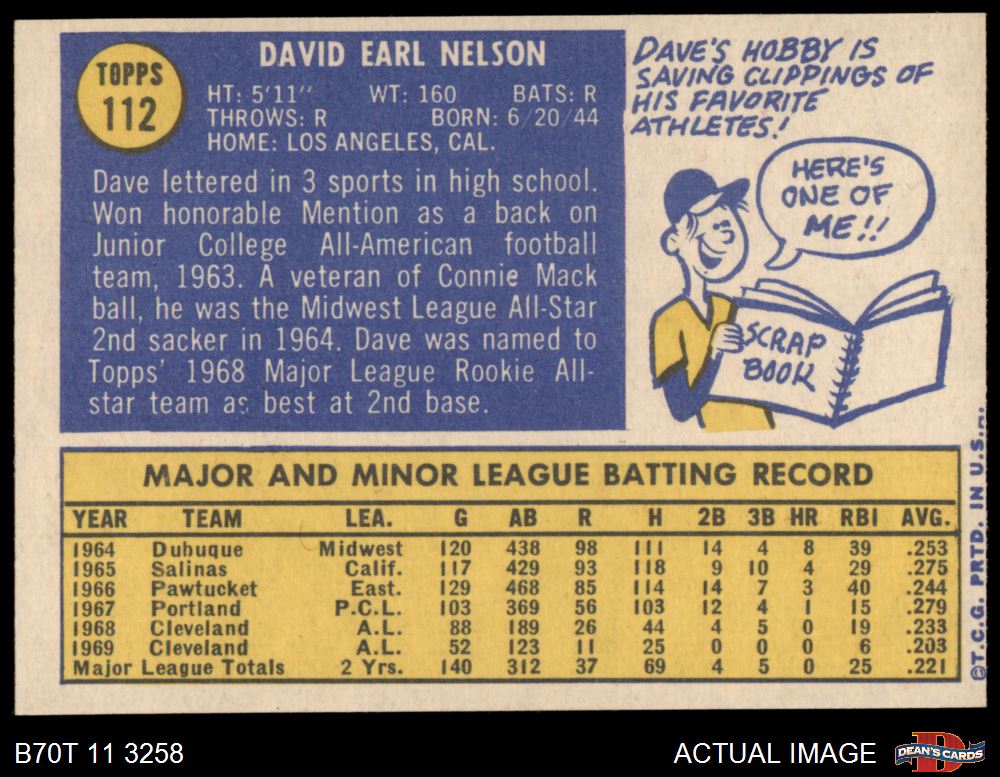 TOPPS
112
DAVID EARL NELSON
HT: 5'11" WT: 160 BATS: R
THROWS: R BORN: 6/20/44
HOME: LOS ANGELES, CAL.
Dave lettered in 3 sports in high school.
Won honorable Mention as a back on
Junior College All-American football
team, 1963. A veteran of Connie Mack
ball, he was the Midwest League All-Star
2nd sacker in 1964. Dave was named to
Topps' 1968 Major League Rookie All-
star team as best at 2nd base.
DAVE'S HOBBY IS
SAVING CLIPPINGS OF
HIS FAVORITE
ATHLETES!
HERE'S
ONE OF
ME!!
SCRAP
BOOK
MAJOR AND MINOR LEAGUE BATTING RECORD
YEAR TEAM LEA. G AB R H 2B 3B HR RBI AVG.
1964 Dubuque Midwest 120 438 98 111 14 4 8 39 .253
1965 Salinas Calif. 117 429 93 118 9 10 4 29 .275
1966 Pawtucket East. 129 468 85 114 14 7 3 40 .244
1967 Portland P.C.L. 103 369 56 103 12 4 1 15 .279
1968 Cleveland A.L. 88 189 26 44 4 5 0 19 .233
1969 Cleveland A.L. 52 123 11 25 0 0 0 6 .203
Major League Totals 2 Yrs. 140 312 37 69 4 5 0 25 .221
©T.C.G. PRTD. IN U.S.A.
B70T 11 3258
ACTUAL IMAGE
D
DEAN'S CARDS